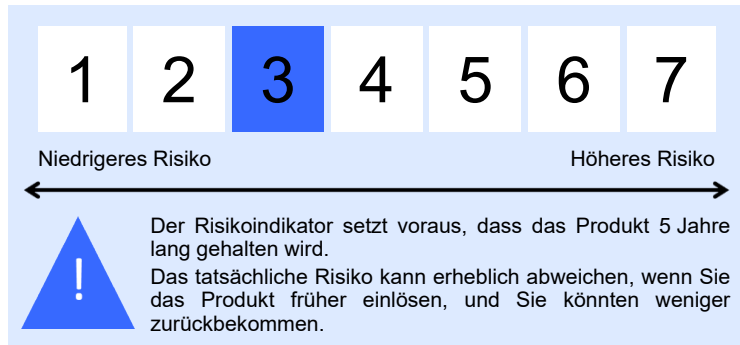 1 2 3 4 5 6 7
Niedrigeres Risiko Höheres Risiko
Der Risikoindikator setzt voraus, dass das Produkt 5 Jahre
lang gehalten wird.
Das tatsächliche Risiko kann erheblich abweichen, wenn Sie
das Produkt früher einlösen, und Sie könnten weniger
zurückbekommen.
!